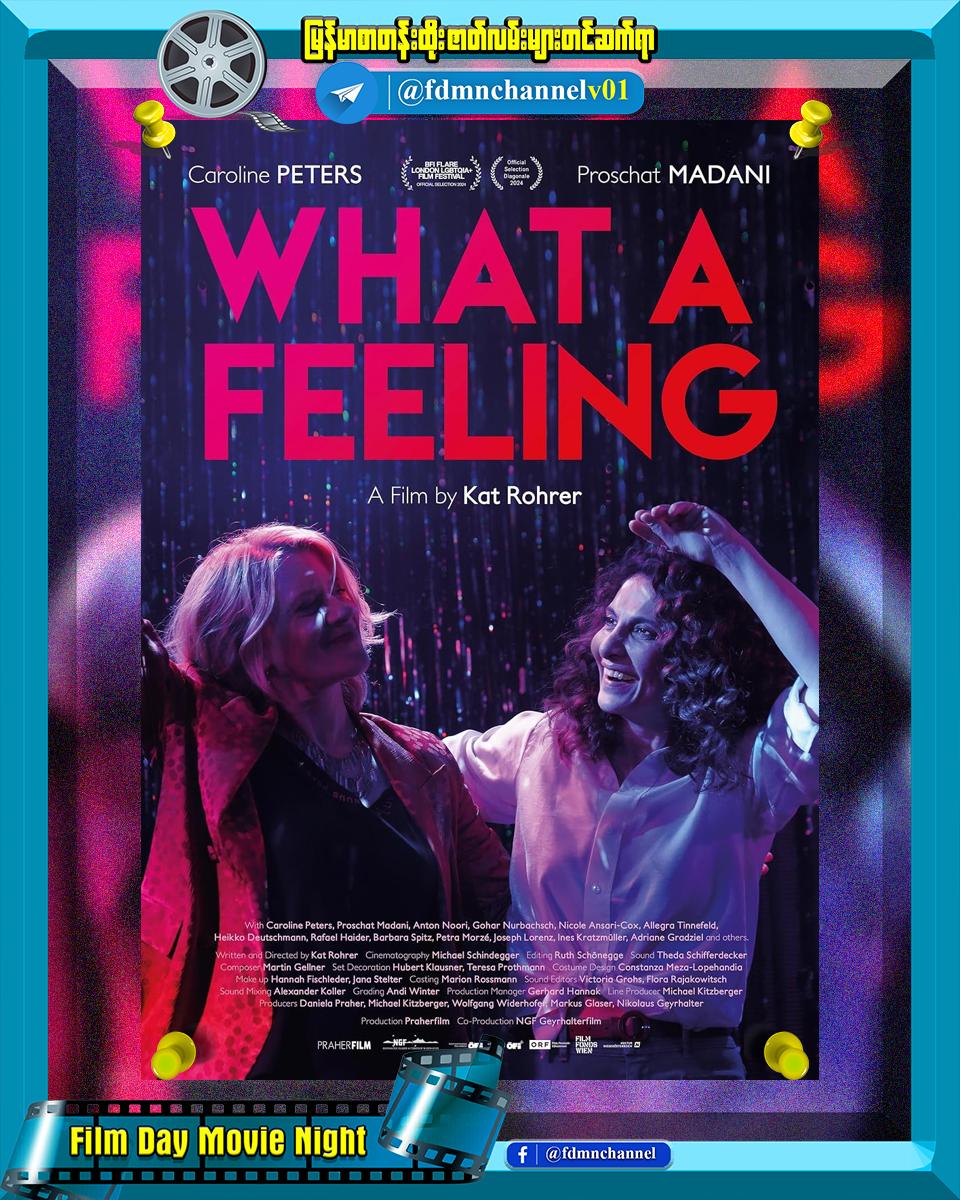 မြန်မာစာတန်းထိုးဇာတ်လမ်းများတင်ဆက်ရာ
@fdmnchannelv01
Caroline PETERS
BFI FLARE
LONDON LGBTQIA+
FILM FESTIVAL
OFFICIAL SELECTION 2024
Official
Selection
Diagonale
2024
Proschat MADANI
WHAT A
FEELING
A Film by Kat Rohrer
With Caroline Peters, Proschat Madani, Anton Noori, Gohar Nurbachsch, Nicole Ansari-Cox, Allegra Tinnefeld,
Heikko Deutschmann, Rafael Haider, Barbara Spitz, Petra Morzé, Joseph Lorenz, Ines Kratzmüller, Adriane Gradziel and others.
Written and Directed by Kat Rohrer Cinematography Michael Schindegger Editing Ruth Schönegge Sound Theda Schifferdecker
Composer Martin Gellner Set Decoration Hubert Klausner, Teresa Prothmann Costume Design Constanza Meza-Lopehandia
Make up Hannah Fischleder, Jana Stelter Casting Marion Rossmann Sound Editors Victoria Grohs, Flora Rajakowitsch
Sound Mixing Alexander Koller Grading Andi Winter Production Manager Gerhard Hannak Line Producer Michael Kitzberger
Producers Daniela Praher, Michael Kitzberger, Wolfgang Widerhofer, Markus Glaser, Nikolaus Geyrhalter
Production Praherfilm Co-Production NGF Geyrhalterfilm
PRAHERFILM NGF ÖFI+ ORF FILM FONDS WIEN
Film Day Movie Night
@fdmnchannel